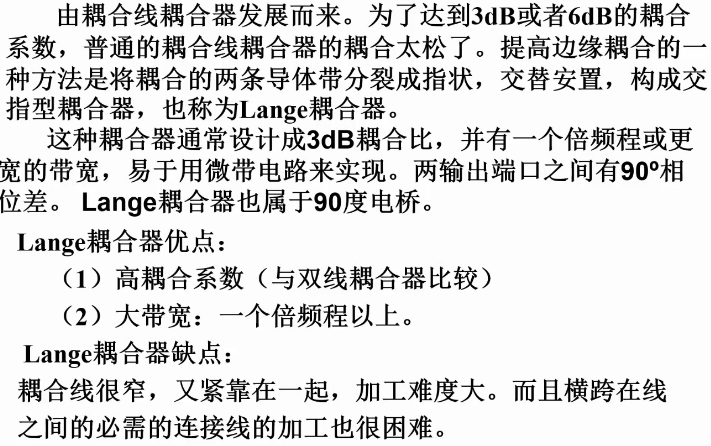 由耦合线耦合器发展而来。为了达到3dB或者6dB的耦合
系数，普通的耦合线耦合器的耦合太松了。提高边缘耦合的一
种方法是将耦合的两条导体带分裂成指状，交替安置，构成交
指型耦合器，也称为Lange耦合器。
这种耦合器通常设计成3dB耦合比，并有一个倍频程或更
宽的带宽，易于用微带电路来实现。两输出端口之间有90º相
位差。 Lange耦合器也属于90度电桥。
Lange耦合器优点：
（1）高耦合系数（与双线耦合器比较）
（2）大带宽：一个倍频程以上。
Lange耦合器缺点：
耦合线很窄，又紧靠在一起，加工难度大。而且横跨在线
之间的必需的连接线的加工也很困难。